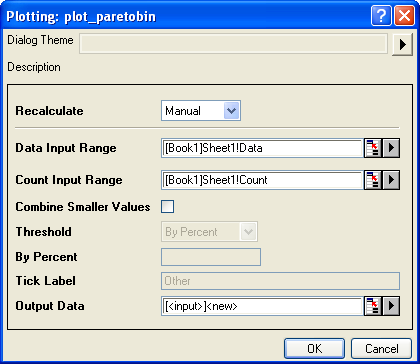 Plotting: plot_paretobin
Dialog Theme
Description
Recalculate Manual
Data Input Range [Book1]Sheet1!Data
Count Input Range [Book1]Sheet1!Count
Combine Smaller Values
Threshold By Percent
By Percent
Tick Label Other
Output Data [<input>]<new>
OK Cancel